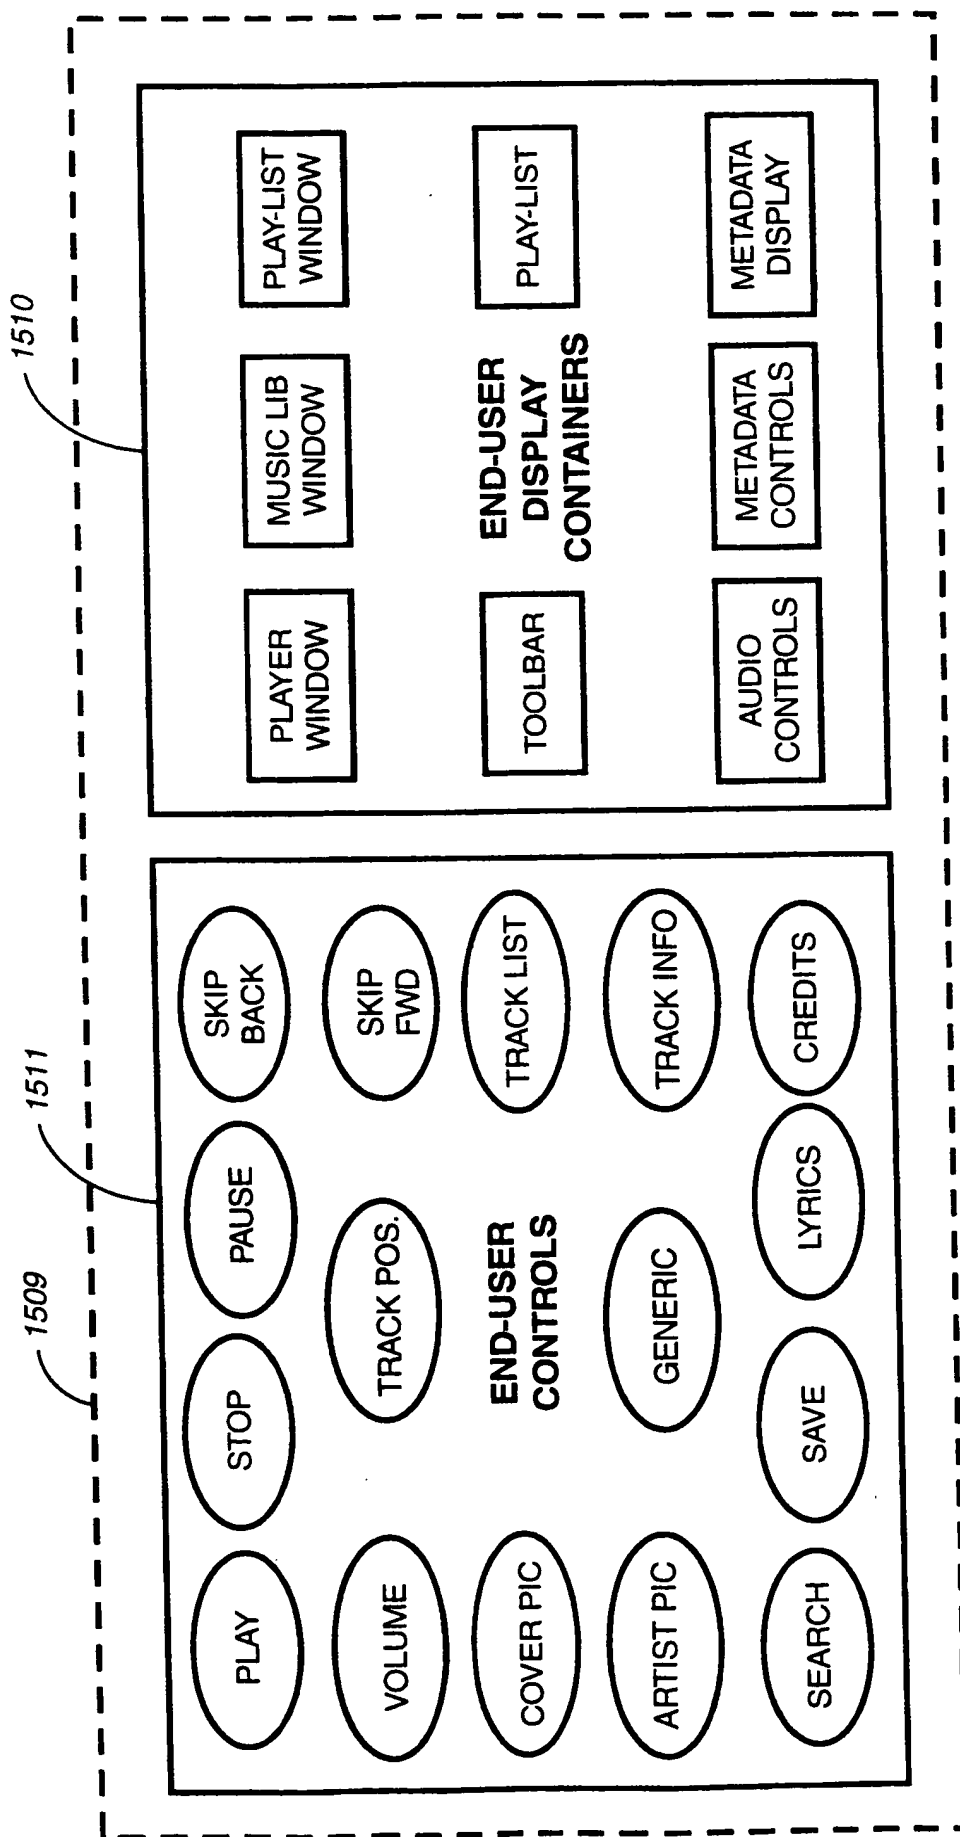 1509
1511
1510
PLAY
STOP
PAUSE
SKIP
BACK
VOLUME
TRACK POS.
SKIP
FWD
COVER PIC
END-USER
CONTROLS
TRACK LIST
ARTIST PIC
GENERIC
TRACK INFO
SEARCH
SAVE
LYRICS
CREDITS
PLAYER
WINDOW
MUSIC LIB
WINDOW
PLAY-LIST
WINDOW
TOOLBAR
END-USER
DISPLAY
CONTAINERS
PLAY-LIST
AUDIO
CONTROLS
METADATA
CONTROLS
METADATA
DISPLAY